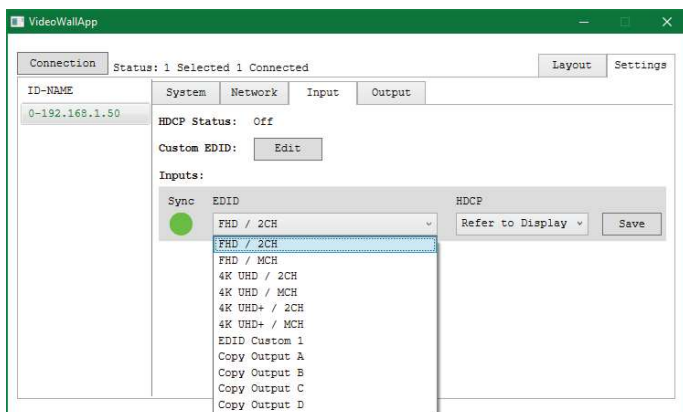 VideoWallApp
Connection Status: 1 Selected 1 Connected Layout Settings
ID-NAME System Network Input Output
0-192.168.1.50 HDCP Status: Off
Custom EDID: Edit
Inputs:
Sync EDID HDCP
FHD / 2CH Refer to Display Save
FHD / 2CH
FHD / MCH
4K UHD / 2CH
4K UHD / MCH
4K UHD+ / 2CH
4K UHD+ / MCH
EDID Custom 1
Copy Output A
Copy Output B
Copy Output C
Copy Output D